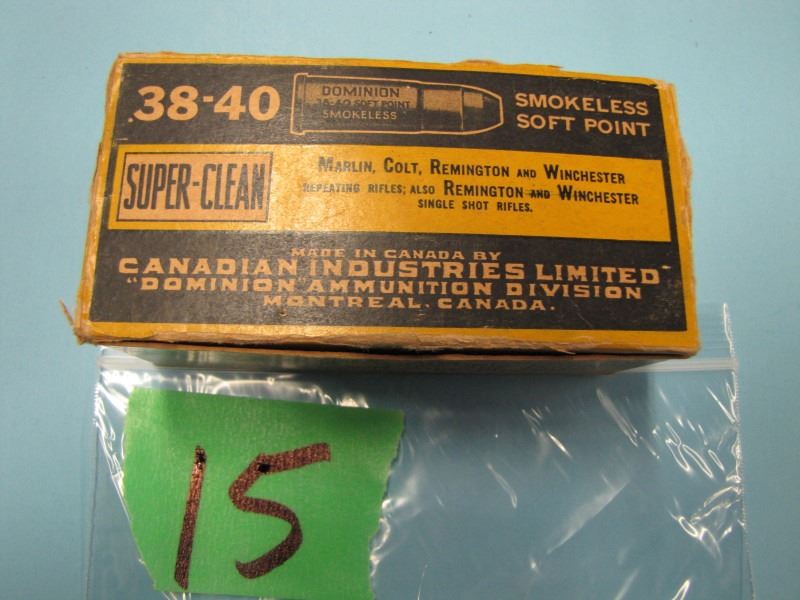 .38-40
DOMINION
38-40 SOFT POINT
SMOKELESS
SMOKELESS
SOFT POINT
SUPER-CLEAN
MARLIN, COLT, REMINGTON AND WINCHESTER
REPEATING RIFLES; ALSO REMINGTON AND WINCHESTER
SINGLE SHOT RIFLES.
MADE IN CANADA BY
CANADIAN INDUSTRIES LIMITED
"DOMINION" AMMUNITION DIVISION
MONTREAL. CANADA.
15